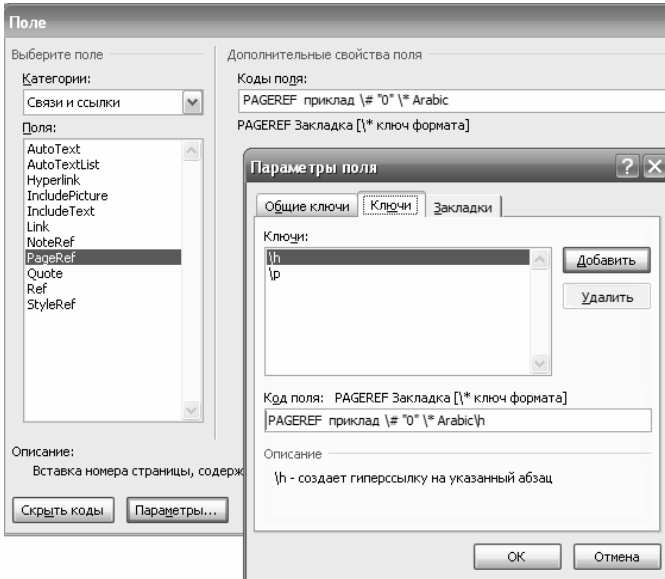 Поле
Выберите поле
Категории:
Связи и ссылки
Поля:
AutoText
AutoTextList
Hyperlink
IncludePicture
IncludeText
Link
NoteRef
PageRef
Quote
Ref
StyleRef
Описание:
Вставка номера страницы, содерж
Скрыть коды
Параметры...
Дополнительные свойства поля
Коды поля:
PAGEREF приклад \# "0" \* Arabic
PAGEREF Закладка [\* ключ формата]
Параметры поля
Общие ключи
Ключи
Закладки
Ключи:
\h
\p
Добавить
Удалить
Код поля: PAGEREF Закладка [\* ключ формата]
PAGEREF приклад \# "0" \* Arabic\h
Описание
\h - создает гиперссылку на указанный абзац
ОК
Отмена